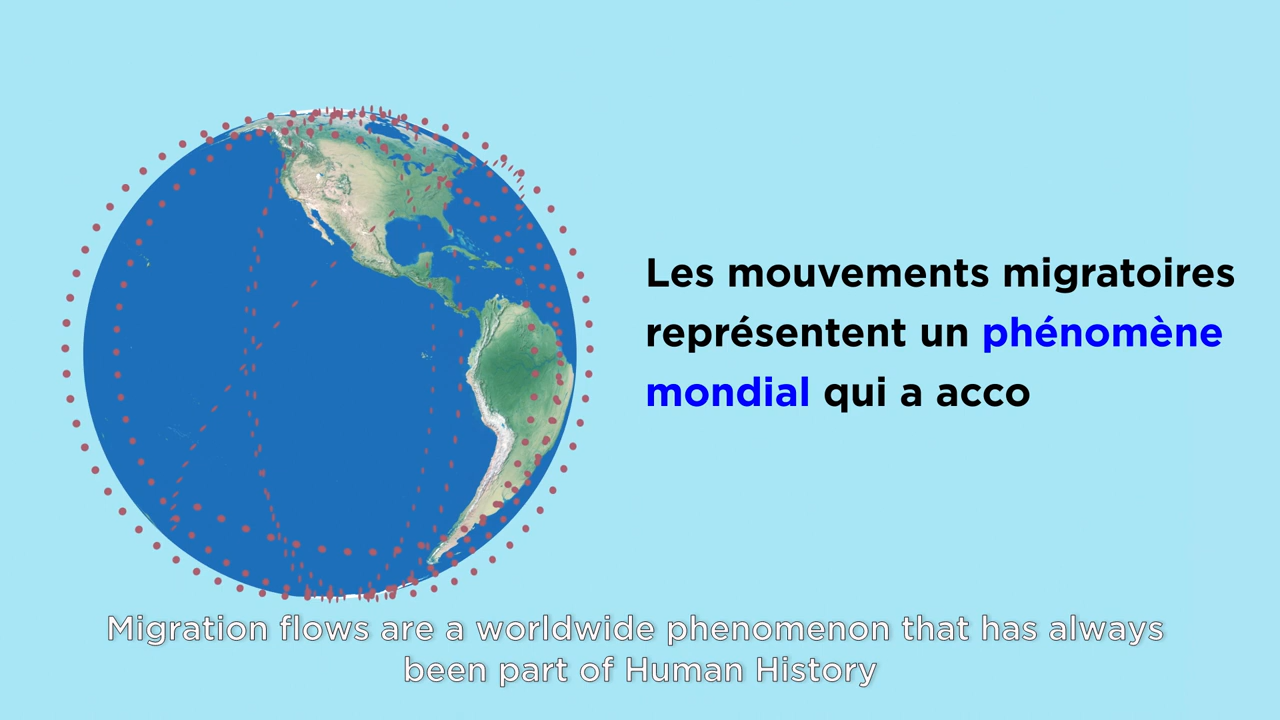 Les mouvements migratoires
représentent un phénomène
mondial qui a acco
Migration flows are a worldwide phenomenon that has always
been part of Human History